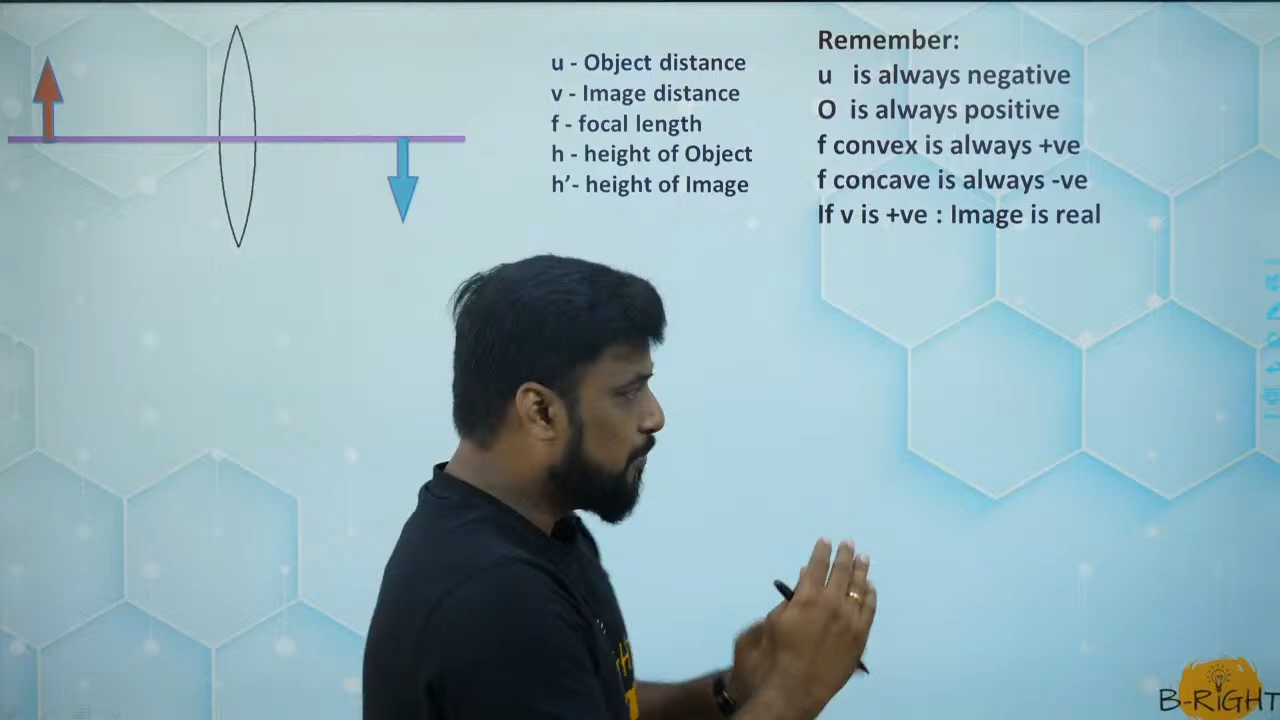 u - Object distance
v - Image distance
f - focal length
h - height of Object
h’- height of Image
Remember:
u is always negative
O is always positive
f convex is always +ve
f concave is always -ve
If v is +ve : Image is real
B-RIGHT